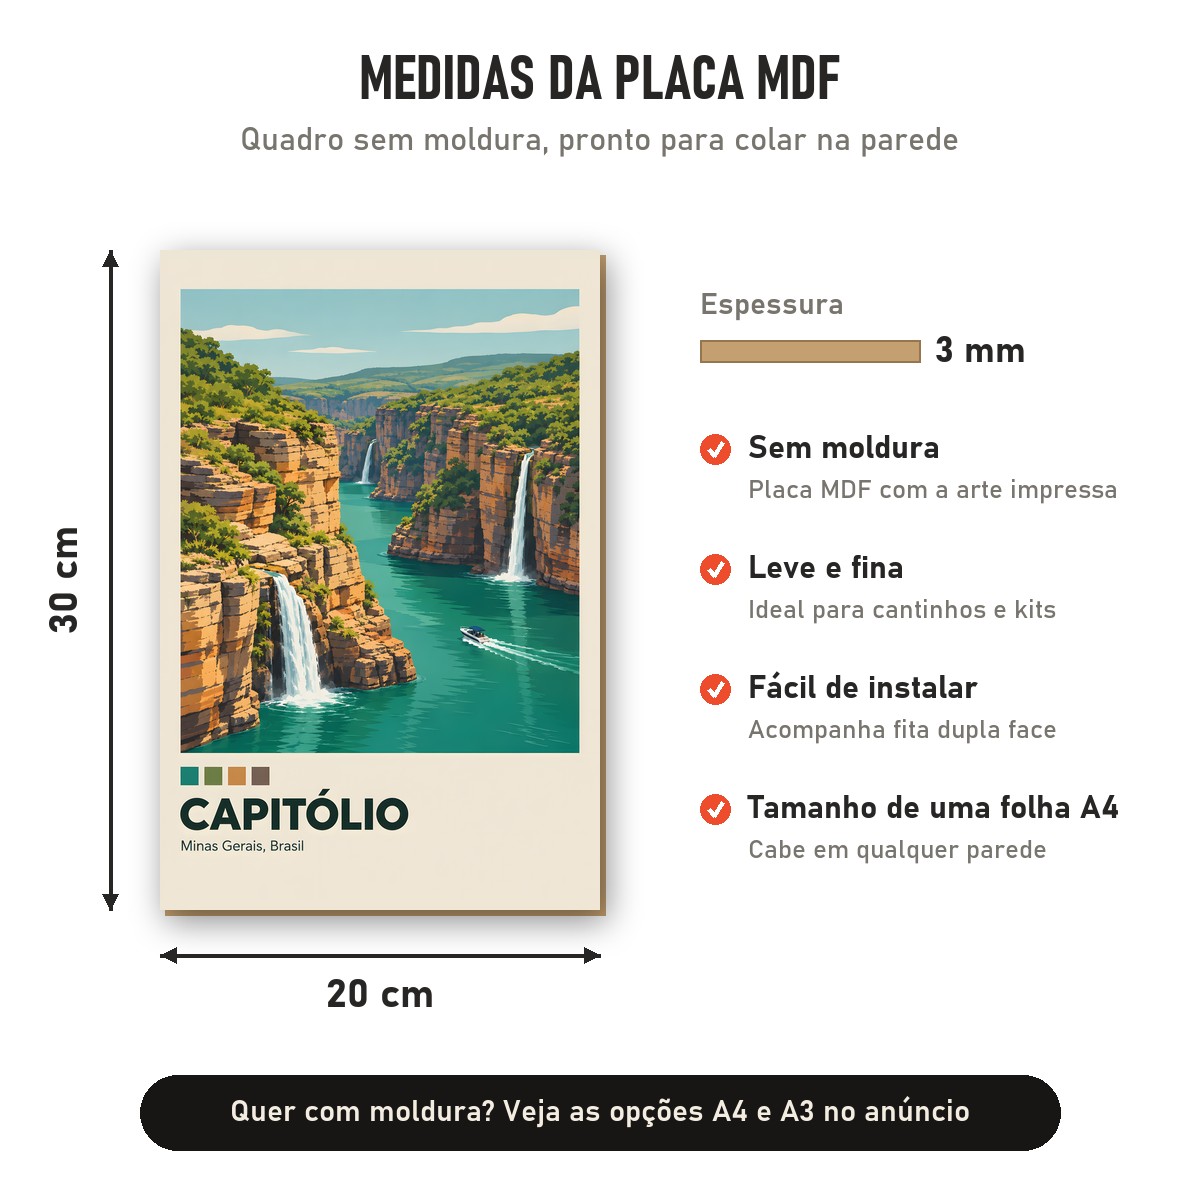 MEDIDAS DA PLACA MDF
Quadro sem moldura, pronto para colar na parede
30 cm
CAPITÓLIO
Minas Gerais, Brasil
20 cm
Espessura
3 mm
Sem moldura
Placa MDF com a arte impressa
Leve e fina
Ideal para cantinhos e kits
Fácil de instalar
Acompanha fita dupla face
Tamanho de uma folha A4
Cabe em qualquer parede
Quer com moldura? Veja as opções A4 e A3 no anúncio